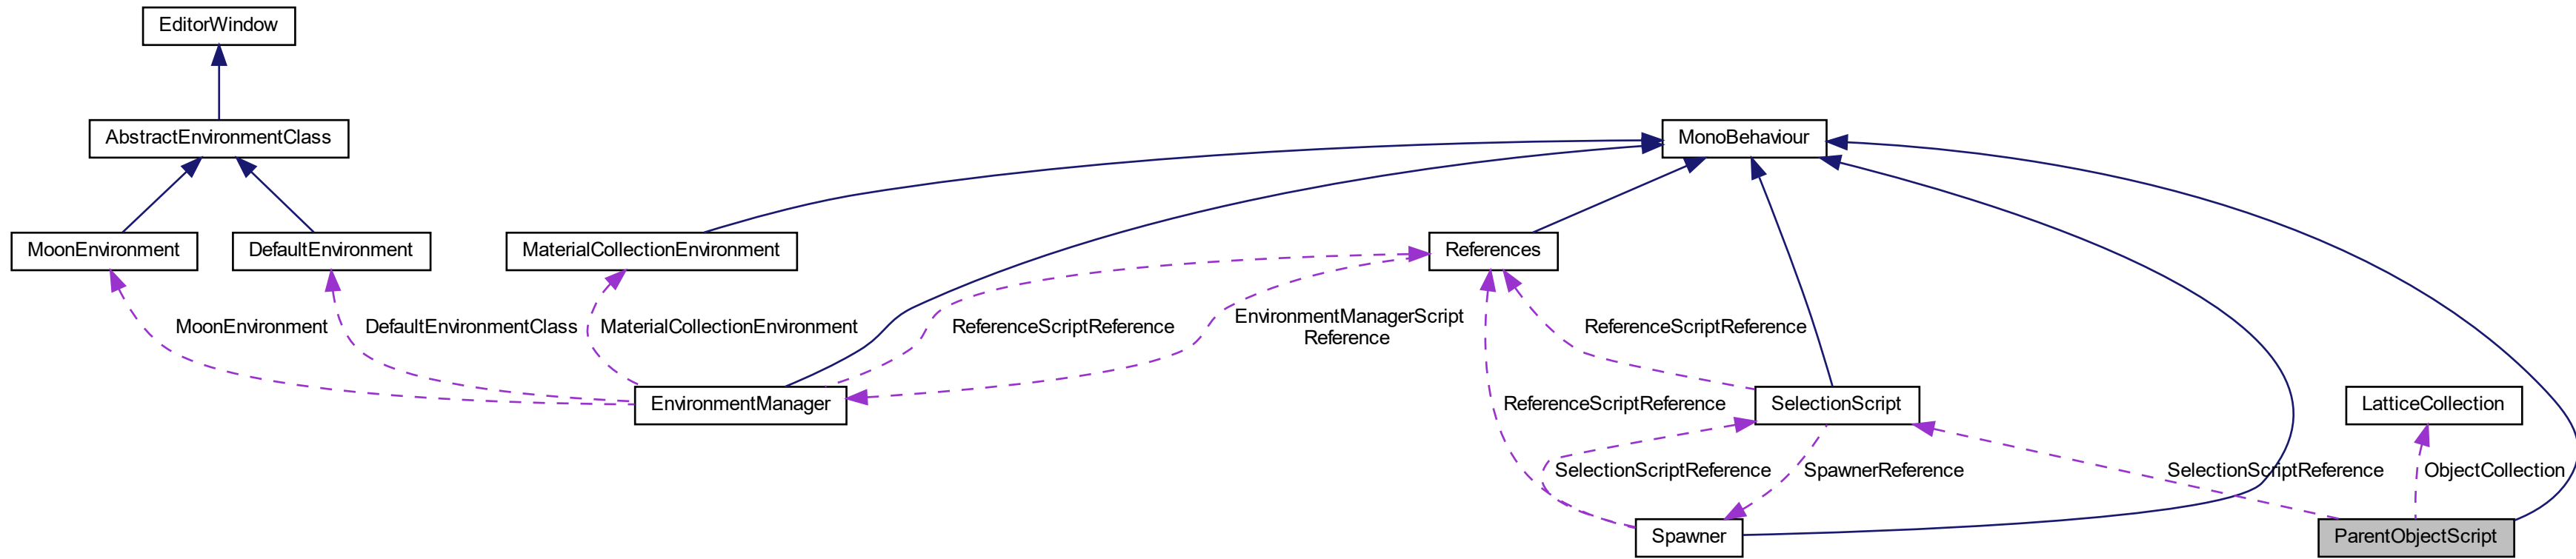 EditorWindow
AbstractEnvironmentClass
MonoBehaviour
MoonEnvironment
DefaultEnvironment
MaterialCollectionEnvironment
References
MoonEnvironment
DefaultEnvironmentClass
MaterialCollectionEnvironment
ReferenceScriptReference
EnvironmentManagerScript
Reference
ReferenceScriptReference
EnvironmentManager
ReferenceScriptReference
SelectionScript
LatticeCollection
SelectionScriptReference
SpawnerReference
SelectionScriptReference
ObjectCollection
Spawner
ParentObjectScript